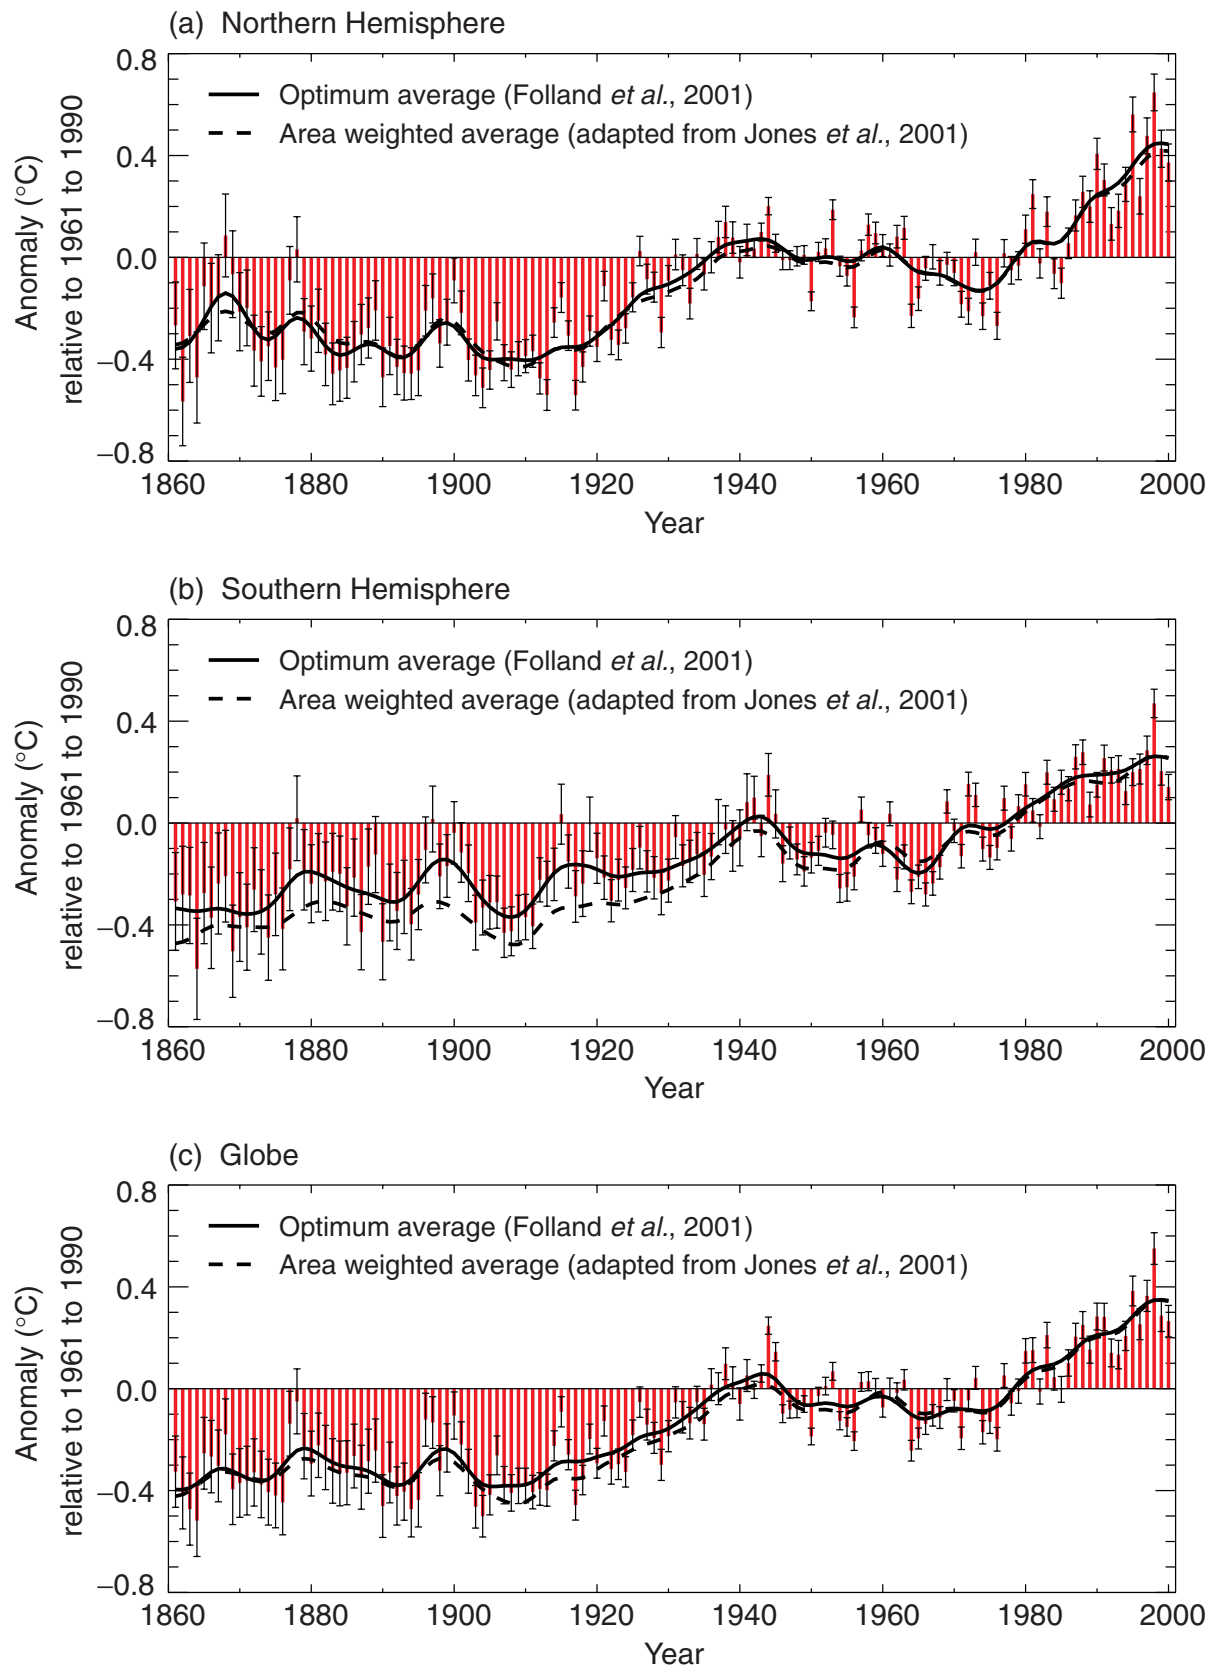 (a) Northern Hemisphere
0.8
Optimum average (Folland et al., 2001)
Area weighted average (adapted from Jones et al., 2001)
0.4
0.0
−0.4
−0.8
Anomaly (°C)
relative to 1961 to 1990
1860 1880 1900 1920 1940 1960 1980 2000
Year
(b) Southern Hemisphere
0.8
Optimum average (Folland et al., 2001)
Area weighted average (adapted from Jones et al., 2001)
0.4
0.0
−0.4
−0.8
Anomaly (°C)
relative to 1961 to 1990
1860 1880 1900 1920 1940 1960 1980 2000
Year
(c) Globe
0.8
Optimum average (Folland et al., 2001)
Area weighted average (adapted from Jones et al., 2001)
0.4
0.0
−0.4
−0.8
Anomaly (°C)
relative to 1961 to 1990
1860 1880 1900 1920 1940 1960 1980 2000
Year